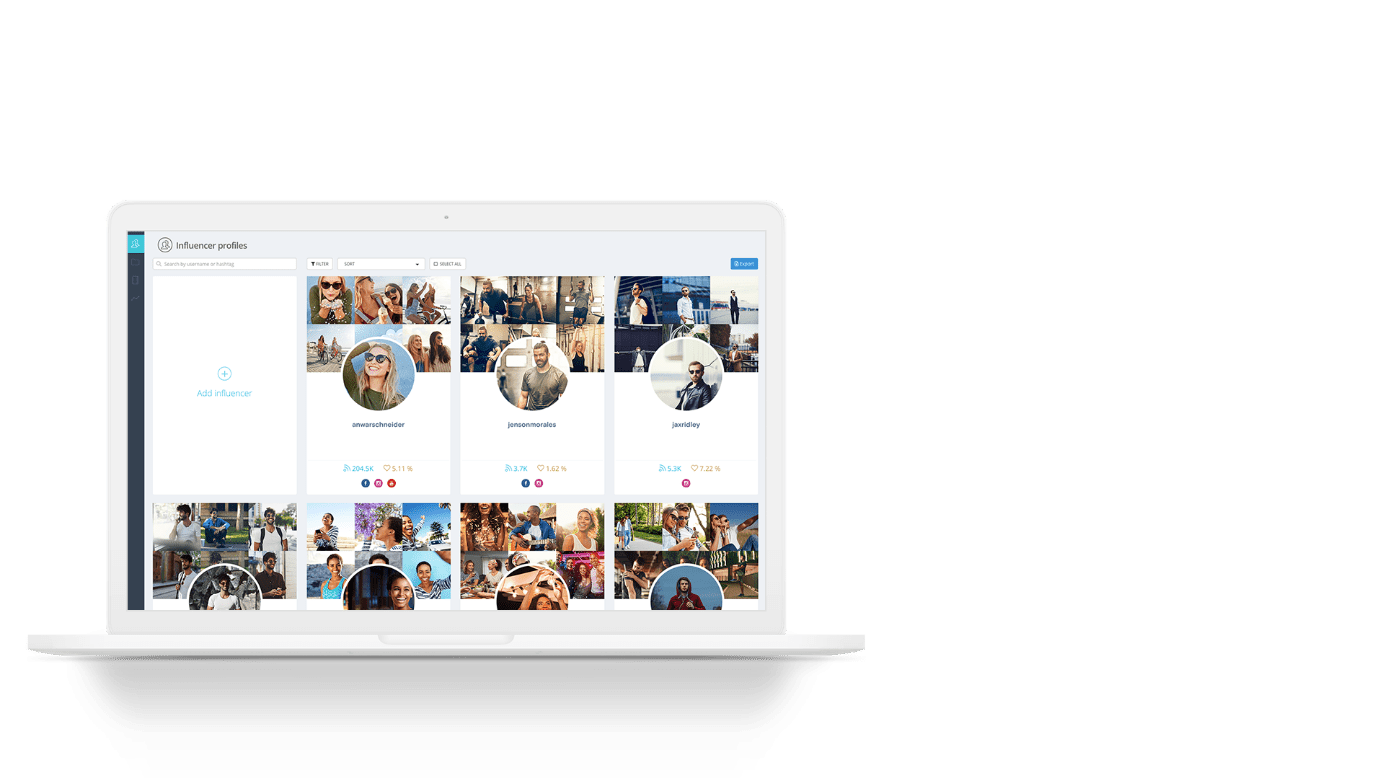 Influencer profiles
Search by username or hashtag
FILTER
SORT
SELECT ALL
Export
Add influencer
anwarschneider
204.5K 5.11 %
jensonmorales
3.7K 1.62 %
jaxridley
5.3K 7.22 %